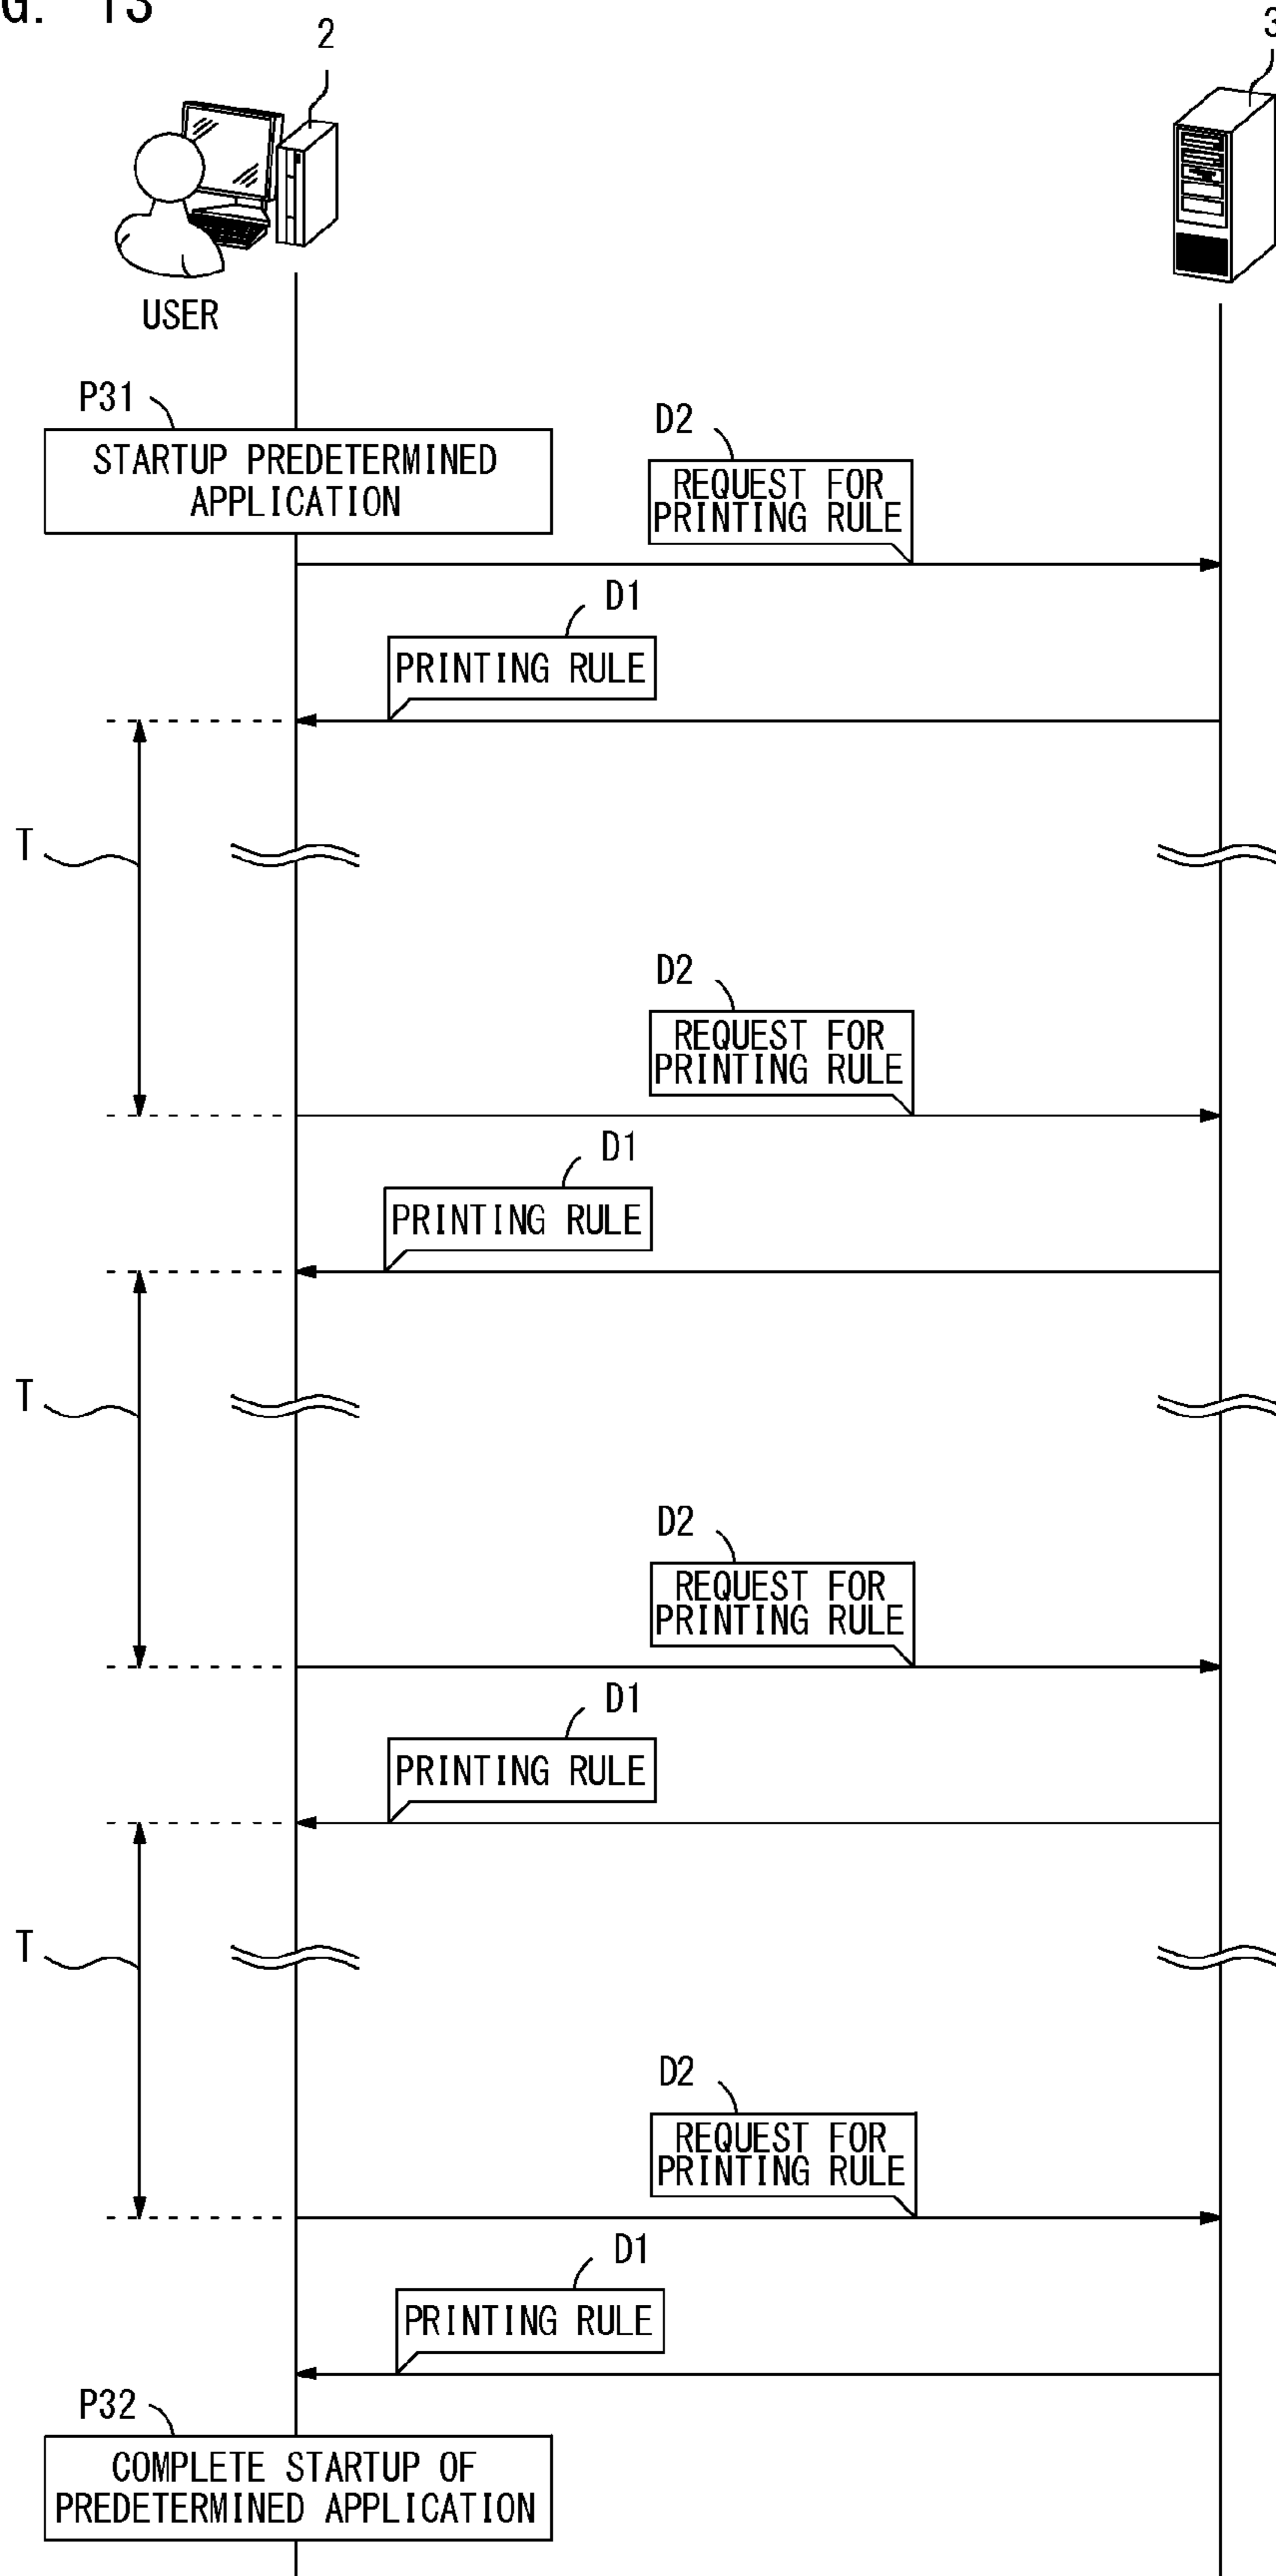 G. 13
2
3
USER
P31
STARTUP PREDETERMINED
APPLICATION
D2
REQUEST FOR
PRINTING RULE
D1
PRINTING RULE
T
D2
REQUEST FOR
PRINTING RULE
D1
PRINTING RULE
T
D2
REQUEST FOR
PRINTING RULE
D1
PRINTING RULE
T
D2
REQUEST FOR
PRINTING RULE
D1
PRINTING RULE
P32
COMPLETE STARTUP OF
PREDETERMINED APPLICATION